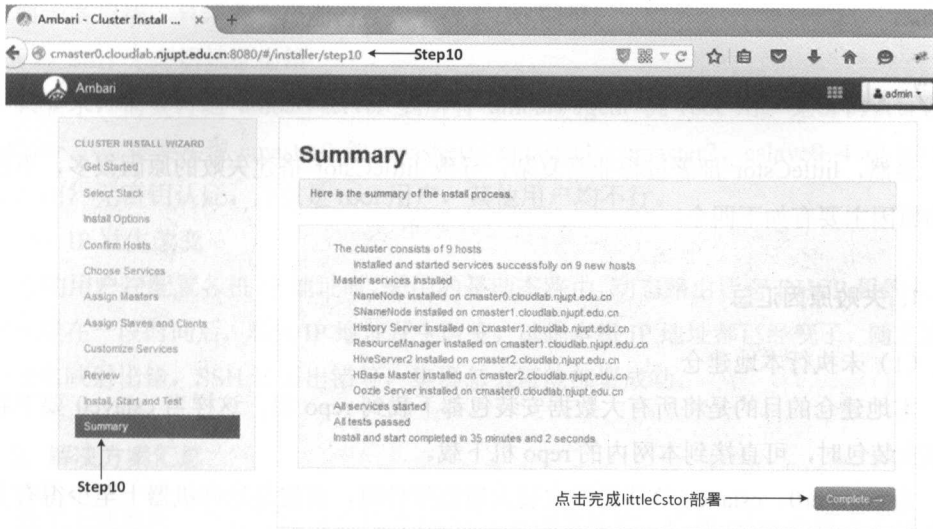 Ambari - Cluster Install ... × +
cmaster0.cloudlab.njupt.edu.cn:8080/#/installer/step10
Step10
Ambari
admin
CLUSTER INSTALL WIZARD
Get Started
Select Stack
Install Options
Confirm Hosts
Choose Services
Assign Masters
Assign Slaves and Clients
Customize Services
Review
Install, Start and Test
Summary
Step10
Summary
Here is the summary of the install process.
The cluster consists of 9 hosts
installed and started services successfully on 9 new hosts
Master services installed
NameNode installed on cmaster0.cloudlab.njupt.edu.cn
SNameNode installed on cmaster1.cloudlab.njupt.edu.cn
History Server installed on cmaster1.cloudlab.njupt.edu.cn
ResourceManager installed on cmaster1.cloudlab.njupt.edu.cn
HiveServer2 installed on cmaster2.cloudlab.njupt.edu.cn
HBase Master installed on cmaster2.cloudlab.njupt.edu.cn
Oozie Server installed on cmaster0.cloudlab.njupt.edu.cn
All services started
All tests passed
Install and start completed in 35 minutes and 2 seconds
点击完成littleCstor部署
Complete →